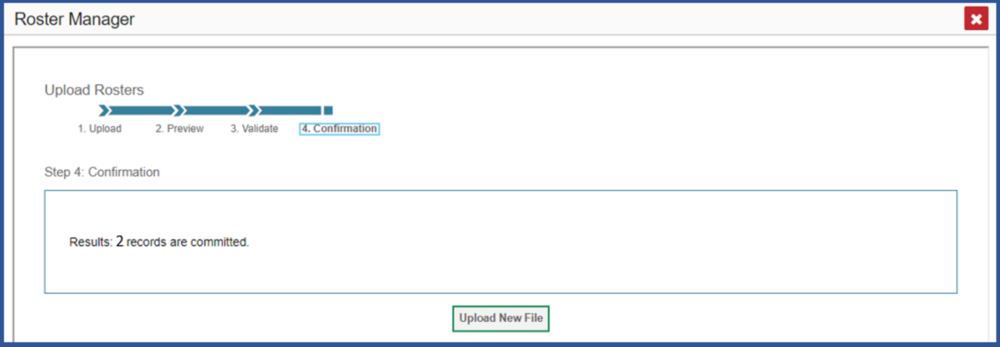 Roster Manager
Upload Rosters
1. Upload 2. Preview 3. Validate 4. Confirmation
Step 4: Confirmation
Results: 2 records are committed.
Upload New File